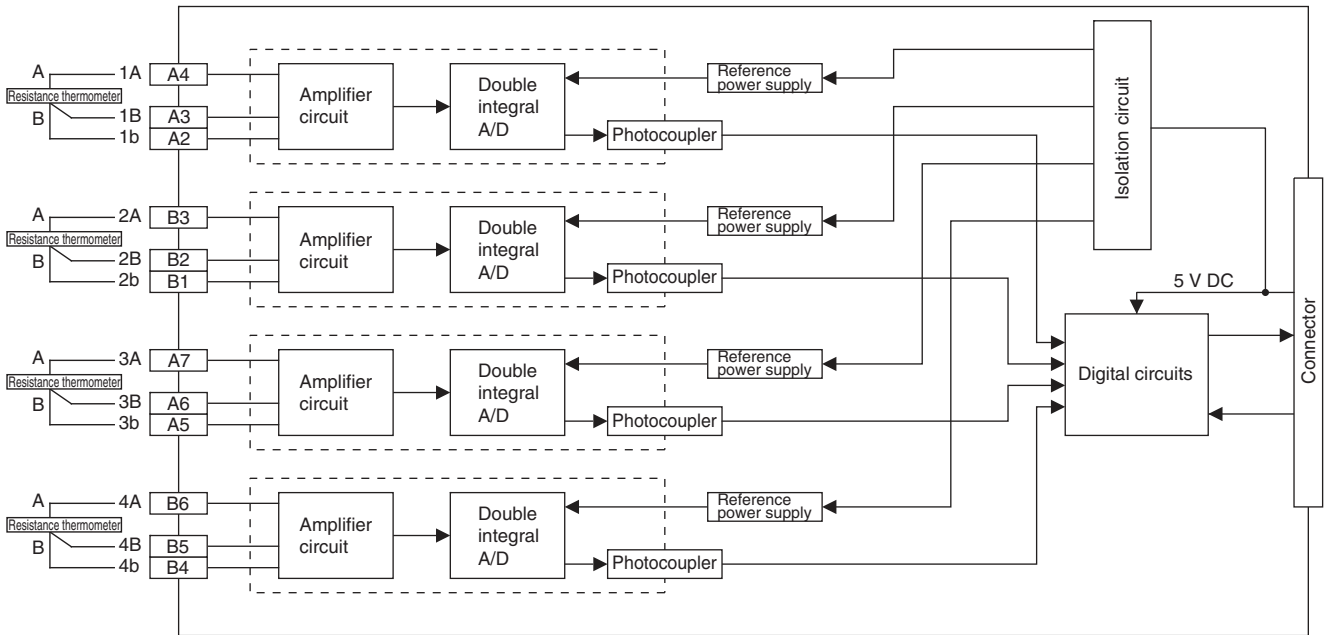 A
1A
A4
Resistance thermometer
1B
A3
B
1b
A2
Amplifier
circuit
Double
integral
A/D
Reference
power supply
Photocoupler
A
2A
B3
Resistance thermometer
2B
B2
B
2b
B1
Amplifier
circuit
Double
integral
A/D
Reference
power supply
Photocoupler
A
3A
A7
Resistance thermometer
3B
A6
B
3b
A5
Amplifier
circuit
Double
integral
A/D
Reference
power supply
Photocoupler
A
4A
B6
Resistance thermometer
4B
B5
B
4b
B4
Amplifier
circuit
Double
integral
A/D
Reference
power supply
Photocoupler
Isolation circuit
5 V DC
Digital circuits
Connector